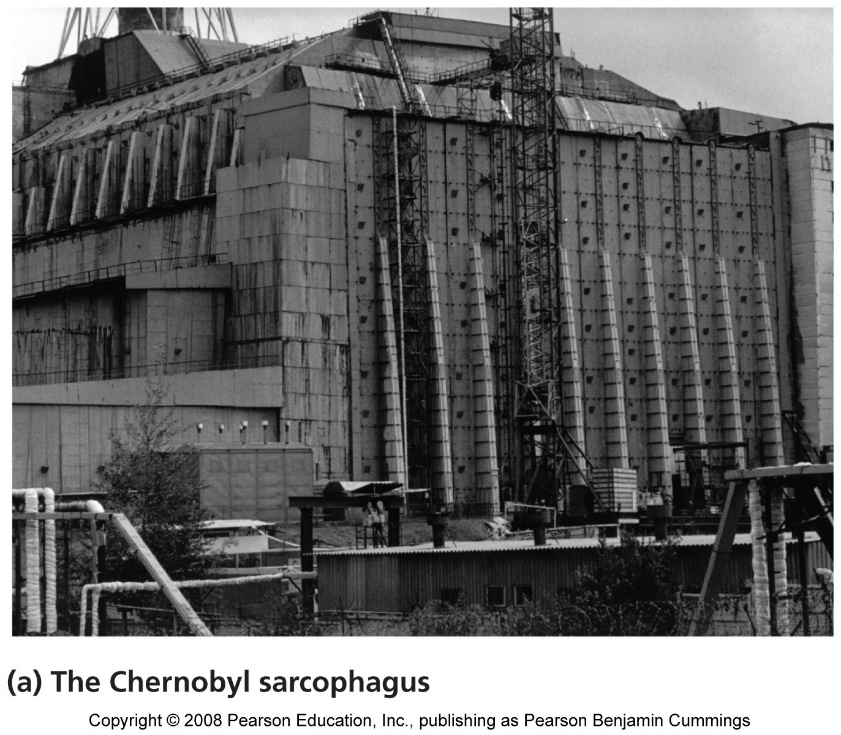 (a) The Chernobyl sarcophagus
Copyright © 2008 Pearson Education, Inc., publishing as Pearson Benjamin Cummings